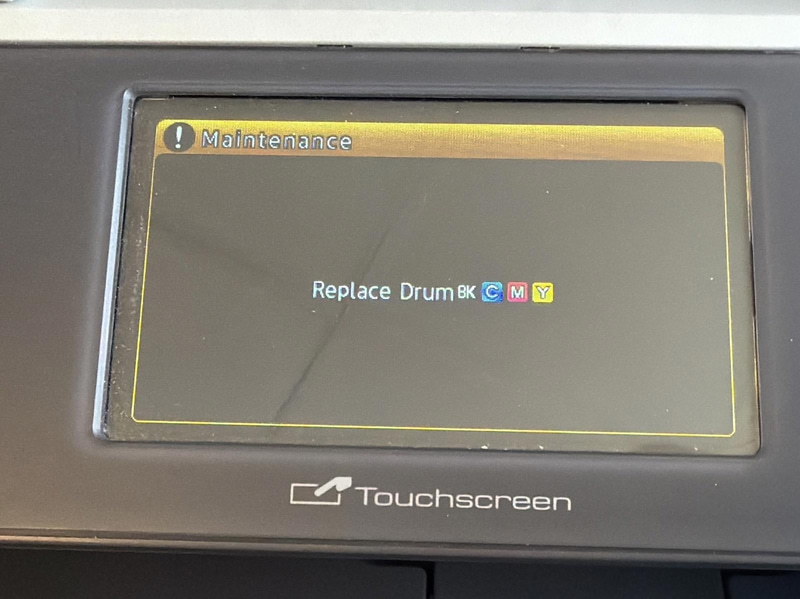 ! Maintenance
Replace Drum BK C M Y
Touchscreen